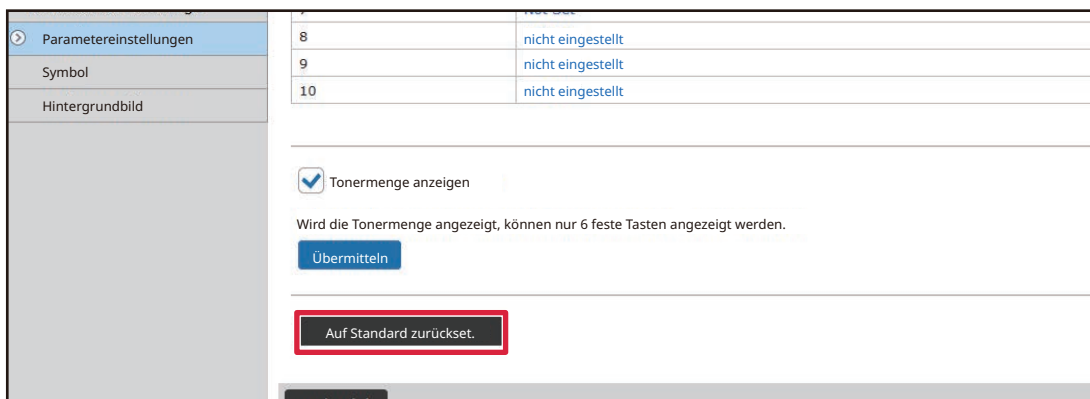 Parametereinstellungen
Symbol
Hintergrundbild
8 nicht eingestellt
9 nicht eingestellt
10 nicht eingestellt
Tonermenge anzeigen
Wird die Tonermenge angezeigt, können nur 6 feste Tasten angezeigt werden.
Übermitteln
Auf Standard zurückset.